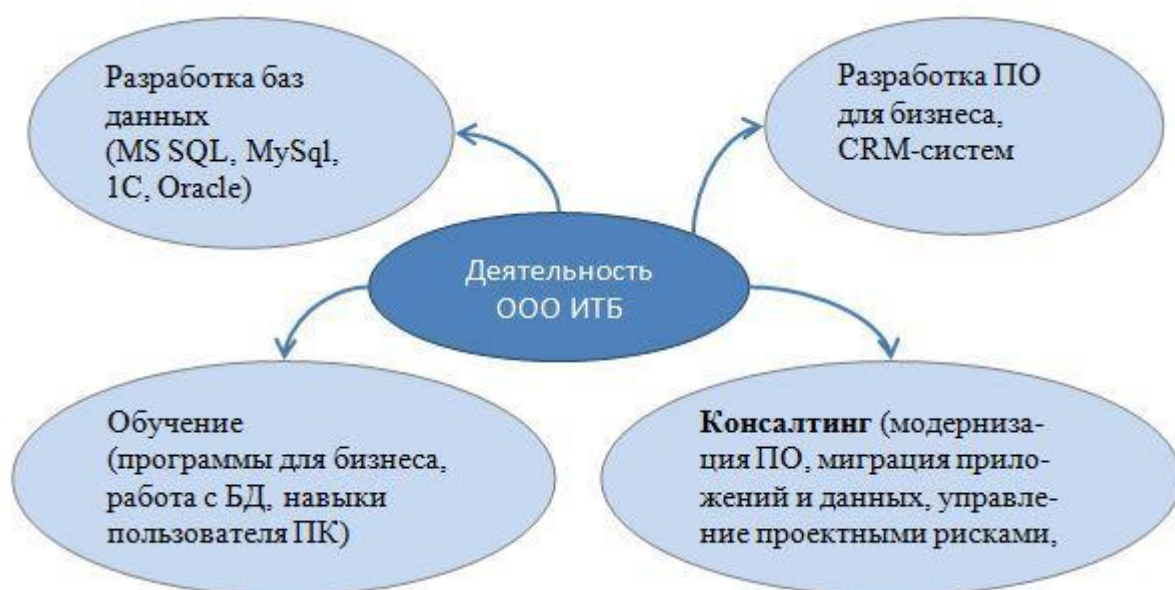 Разработка баз
данных
(MS SQL, MySql,
1C, Oracle)
Разработка ПО
для бизнеса,
CRM-систем
Деятельность
ООО ИТБ
Обучение
(программы для бизнеса,
работа с БД, навыки
пользователя ПК)
Консалтинг (модерниза-
ция ПО, миграция прило-
жений и данных, управле-
ние проектными рисками,